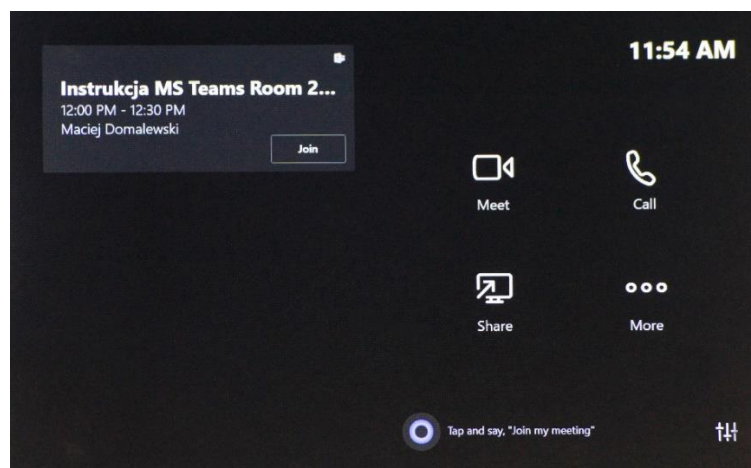 11:54 AM
Instrukcja MS Teams Room 2...
12:00 PM - 12:30 PM
Maciej Domalewski
Join
Meet
Call
Share
More
Tap and say, "Join my meeting"